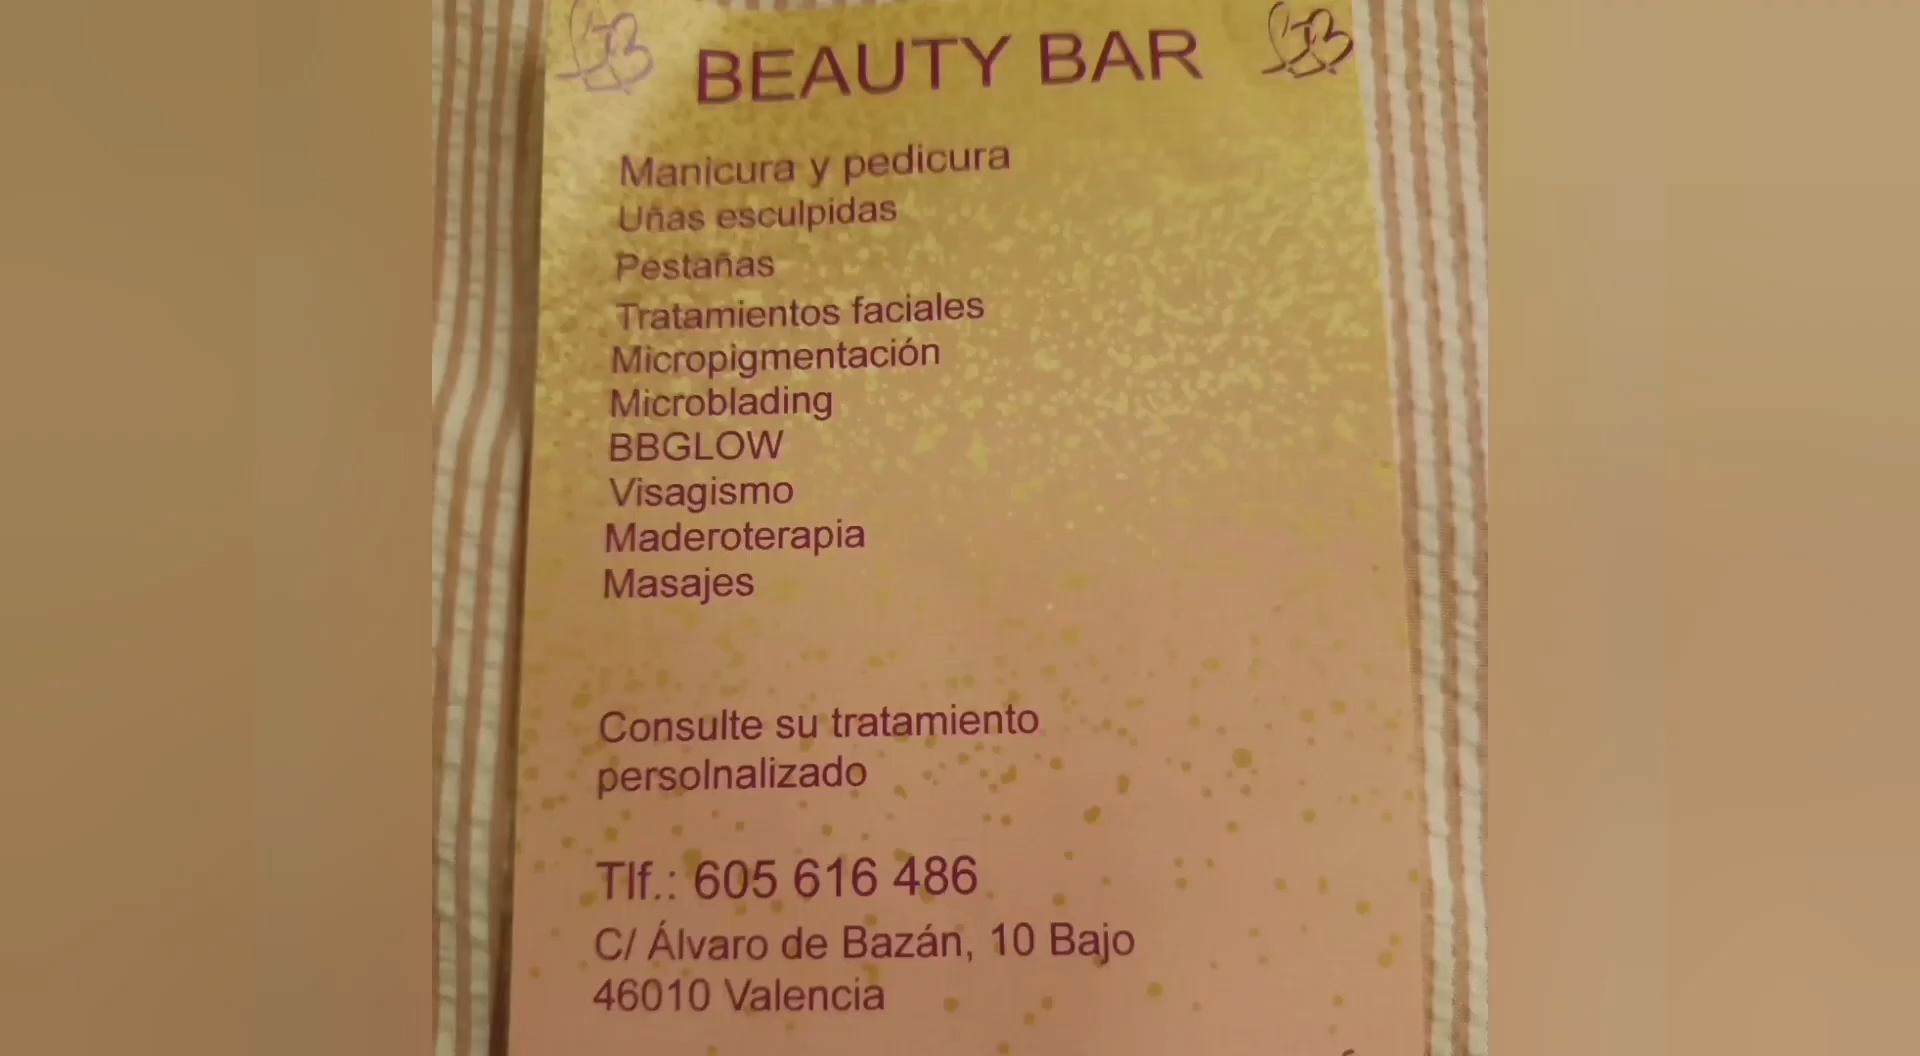 BEAUTY BAR
Manicura y pedicura
Uñas esculpidas
Pestañas
Tratamientos faciales
Micropigmentación
Microblading
BBGLOW
Visagismo
Maderoterapia
Masajes
Consulte su tratamiento
persolnalizado
Tlf.: 605 616 486
C/ Álvaro de Bazán, 10 Bajo
46010 Valencia